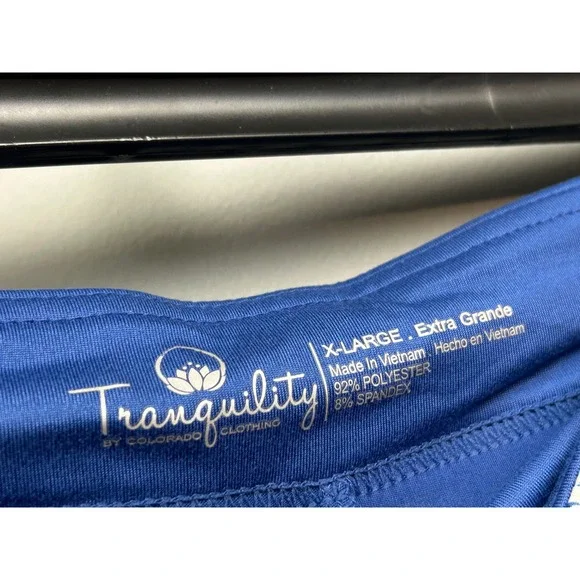 Tranquility
BY COLORADO CLOTHING
X-LARGE . Extra Grande
Made In Vietnam Hecho en Vietnam
92% POLYESTER
8% SPANDEX